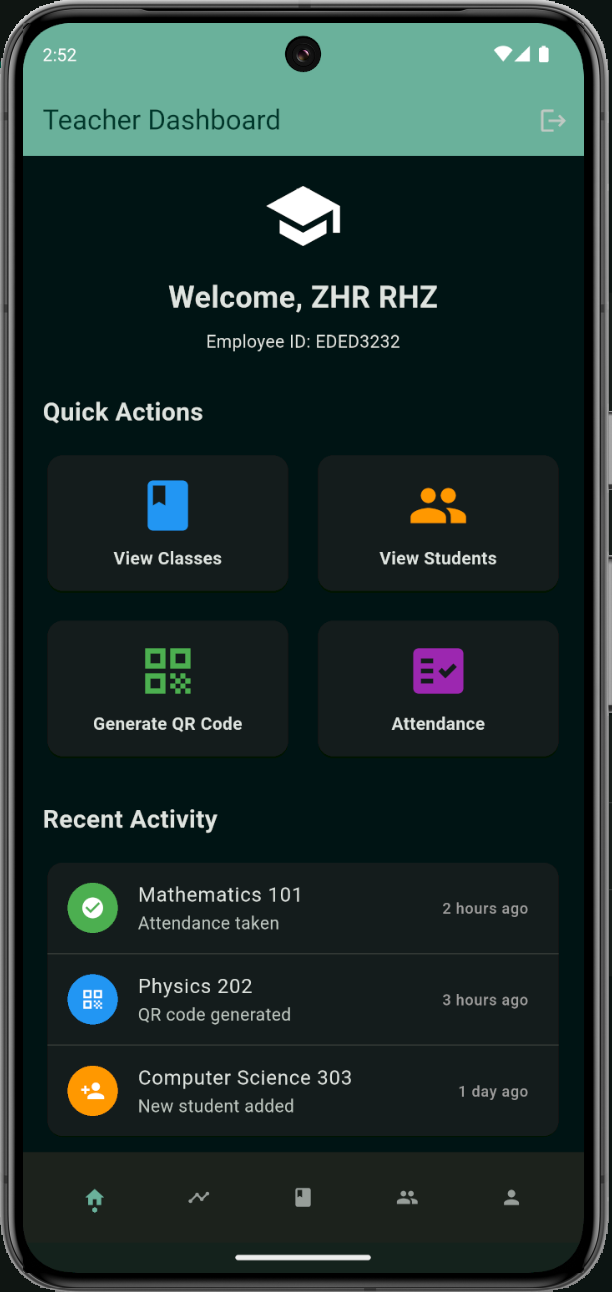 2:52
Teacher Dashboard
Welcome, ZHR RHZ
Employee ID: EDED3232
Quick Actions
View Classes
View Students
Generate QR Code
Attendance
Recent Activity
Mathematics 101
Attendance taken
2 hours ago
Physics 202
QR code generated
3 hours ago
Computer Science 303
New student added
1 day ago